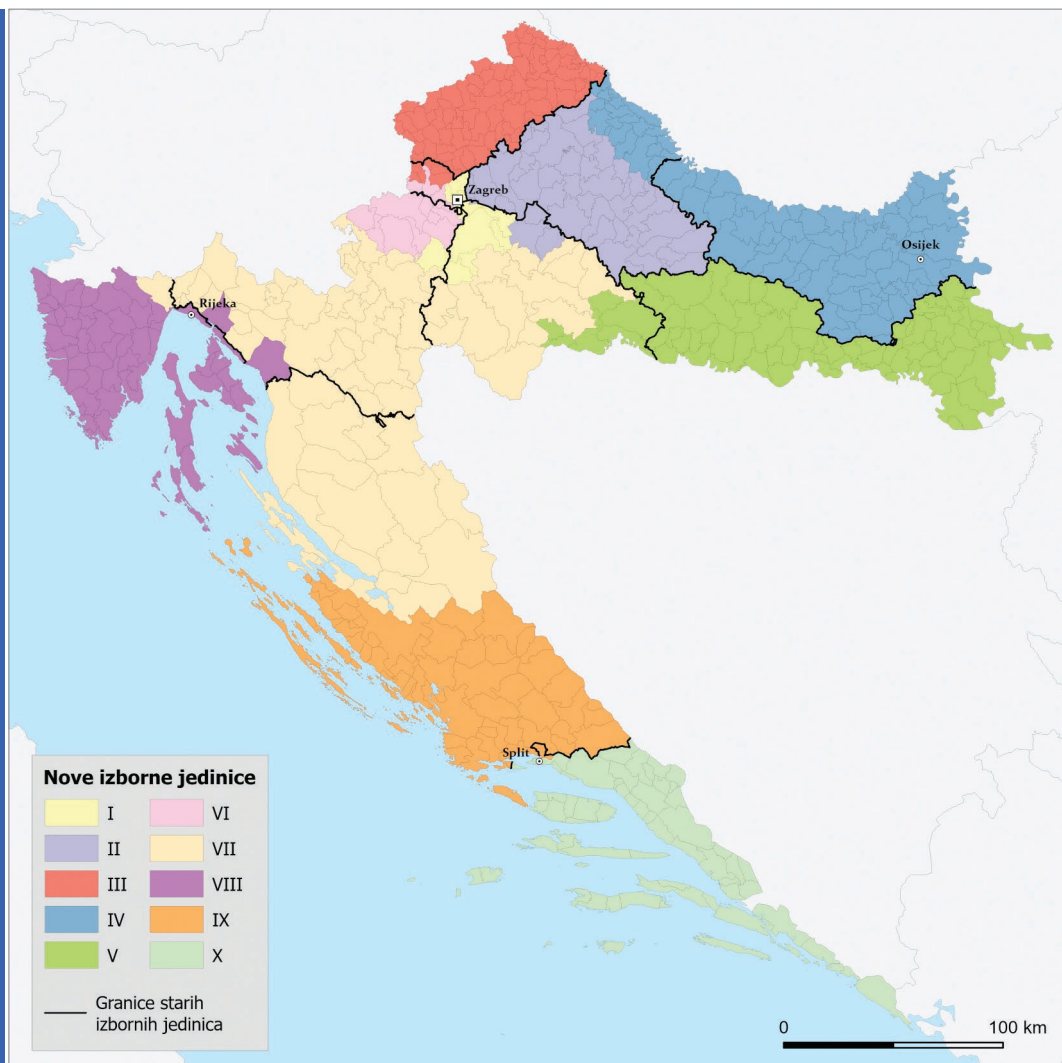 Zagreb
Osijek
Rijeka
Split
Nove izborne jedinice
I
VI
II
VII
III
VIII
IV
IX
V
X
Granice starih
izbornih jedinica
0
100 km